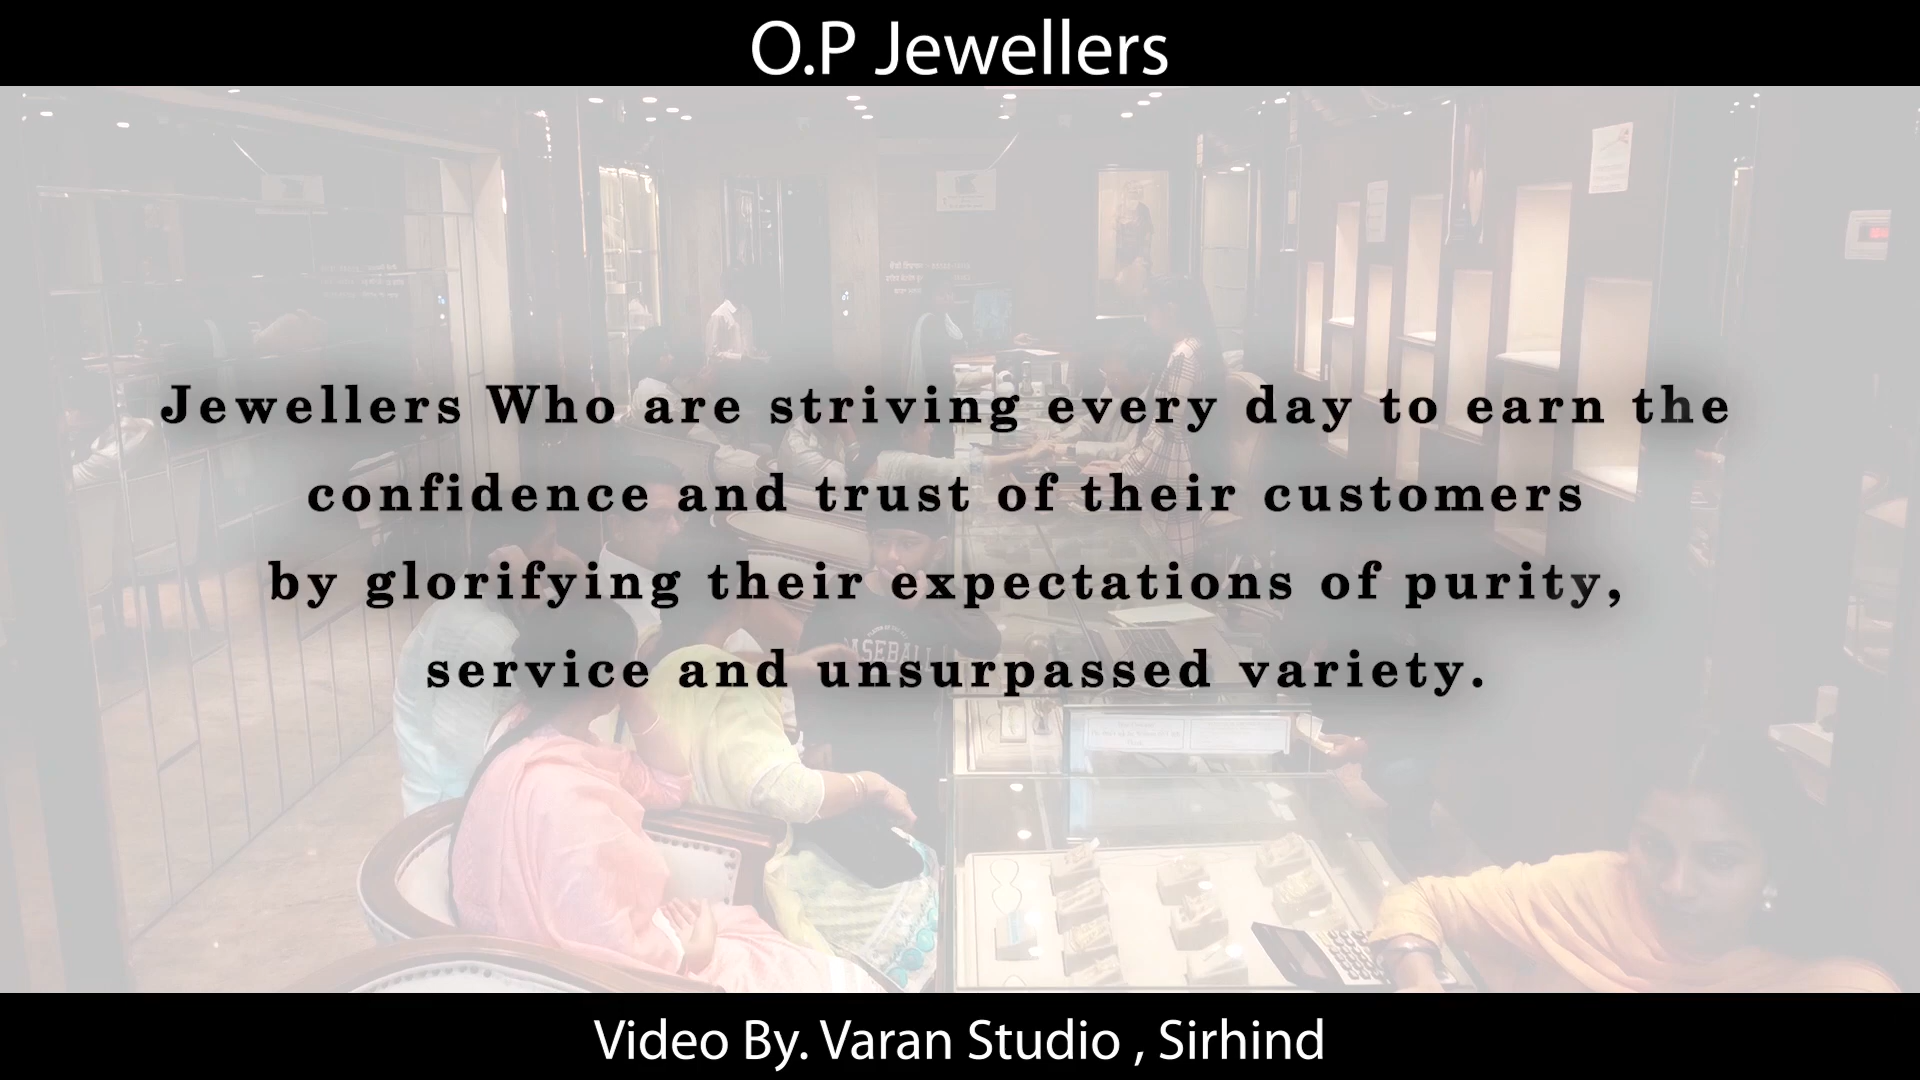 O.P Jewellers
Jewellers Who are striving every day to earn the
confidence and trust of their customers
by glorifying their expectations of purity,
service and unsurpassed variety.
BASEBALL
Video By. Varan Studio , Sirhind